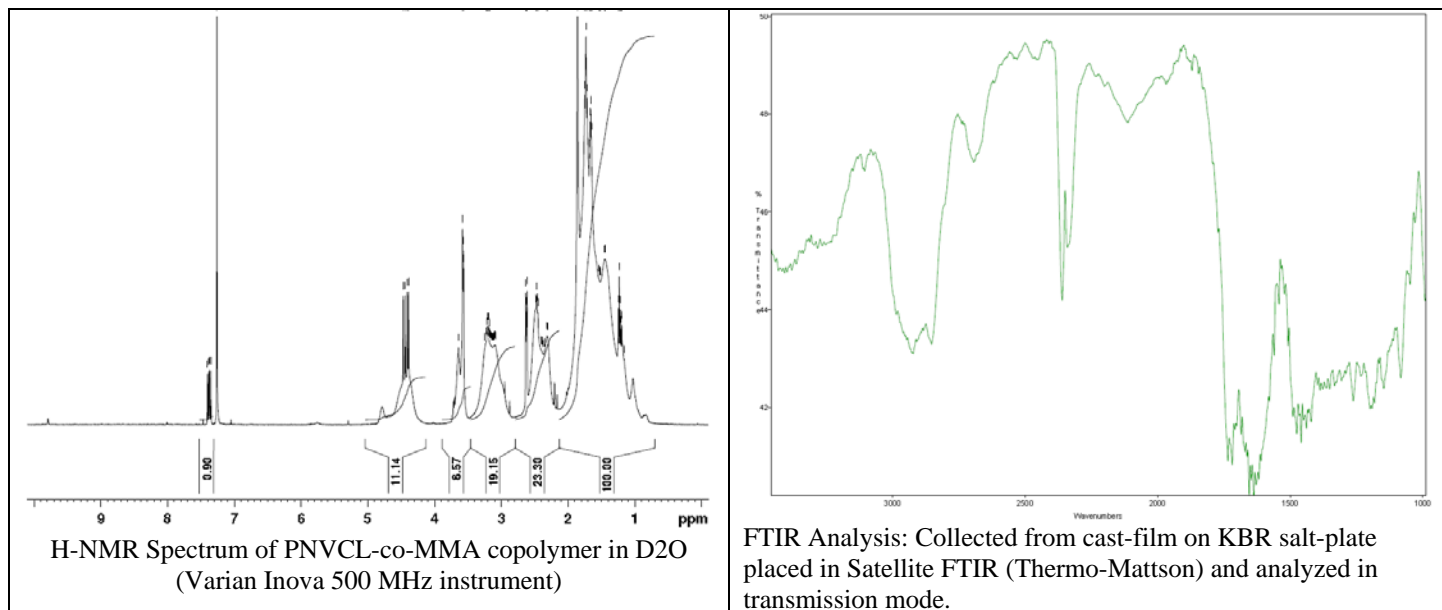 0.90
11.14
6.57
19.15
23.30
100.00
9 8 7 6 5 4 3 2 1 ppm
H-NMR Spectrum of PNVCL-co-MMA copolymer in D2O
(Varian Inova 500 MHz instrument)
50
48
46
44
42
% Transmittance
3000 2500 2000 1500 1000
Wavenumbers
FTIR Analysis: Collected from cast-film on KBR salt-plate
placed in Satellite FTIR (Thermo-Mattson) and analyzed in
transmission mode.